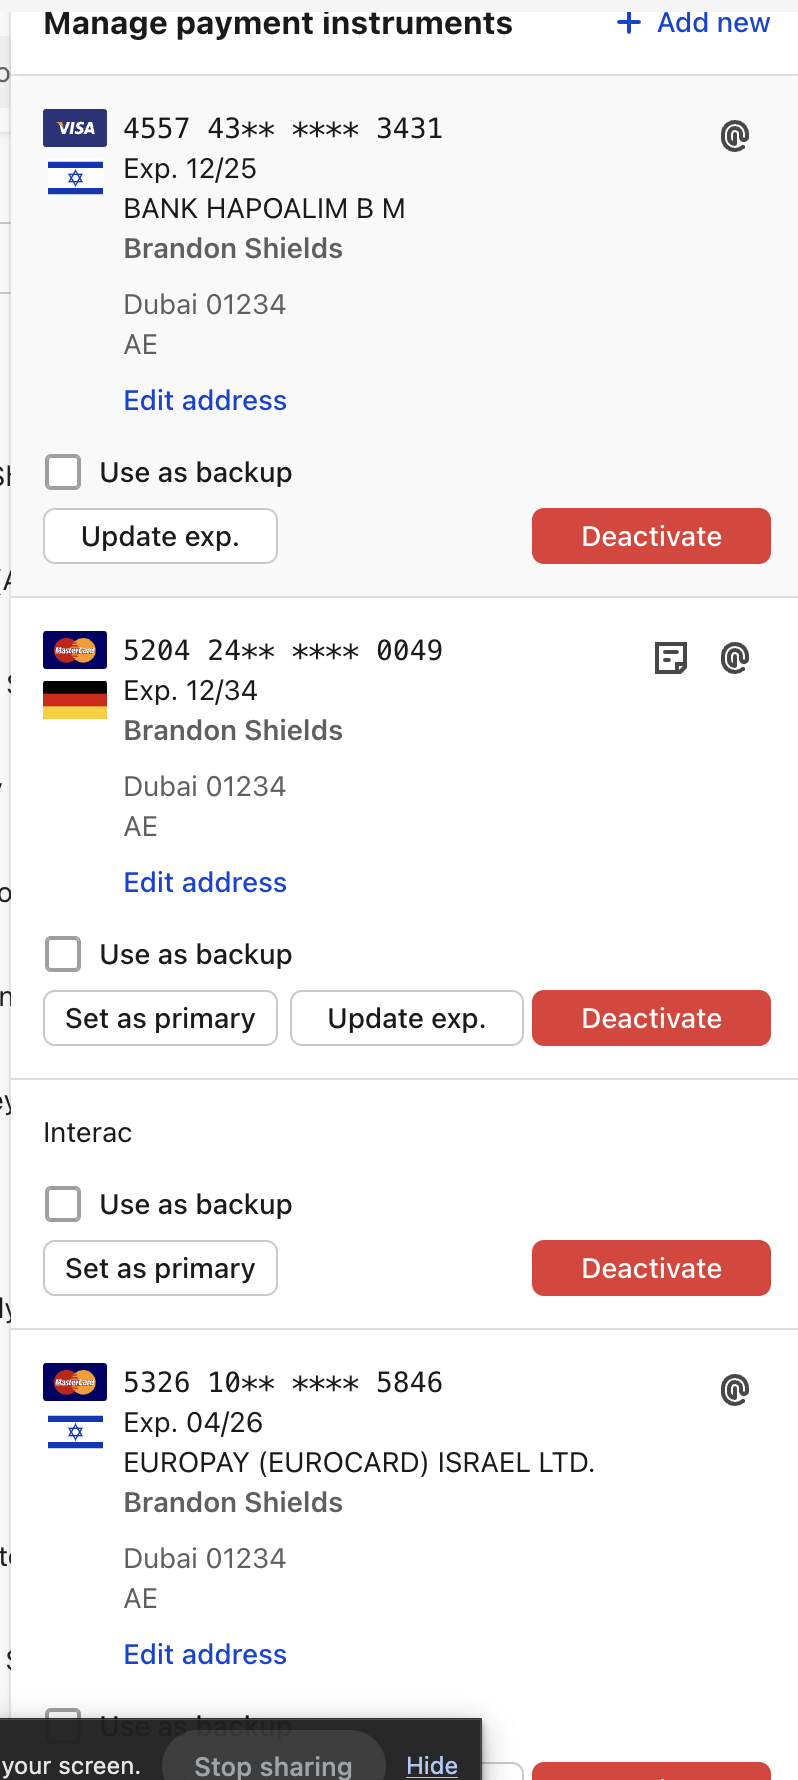 Manage payment instruments
+ Add new
VISA
4557 43** **** 3431
Exp. 12/25
BANK HAPOALIM B M
Brandon Shields
Dubai 01234
AE
Edit address
Use as backup
Update exp.
Deactivate
MasterCard
5204 24** **** 0049
Exp. 12/34
Brandon Shields
Dubai 01234
AE
Edit address
Use as backup
Set as primary
Update exp.
Deactivate
Interac
Use as backup
Set as primary
Deactivate
MasterCard
5326 10** **** 5846
Exp. 04/26
EUROPAY (EUROCARD) ISRAEL LTD.
Brandon Shields
Dubai 01234
AE
Edit address
Use as backup
your screen.
Stop sharing
Hide